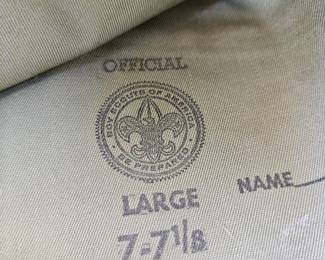 OFFICIAL
BOY SCOUTS OF AMERICA
BE PREPARED
LARGE
NAME
7-7 1/8